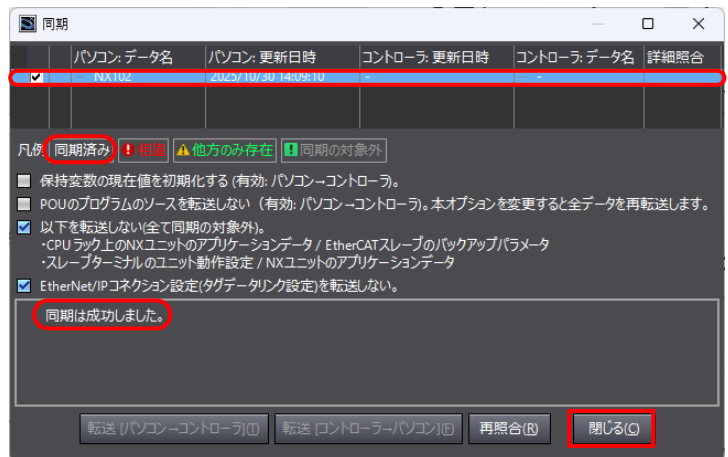 同期
パソコン: データ名 パソコン: 更新日時 コントローラ: 更新日時 コントローラ: データ名 詳細照合
NX102 2025/10/30 14:09:10 - -
凡例 同期済み 相違 他方のみ存在 同期の対象外
保持変数の現在値を初期化する (有効: パソコン→コントローラ)。
POUのプログラムのソースを転送しない（有効: パソコン→コントローラ）。本オプションを変更すると全データを再転送します。
以下を転送しない(全て同期の対象外)。
・CPU ラック上のNXユニットのアプリケーションデータ / EtherCATスレーブのバックアップパラメータ
・スレーブターミナルのユニット動作設定 / NXユニットのアプリケーションデータ
EtherNet/IPコネクション設定(タグデータリンク設定)を転送しない。
同期は成功しました。
転送 [パソコン→コントローラ](T) 転送 [コントローラ→パソコン](F) 再照合(R) 閉じる(C)